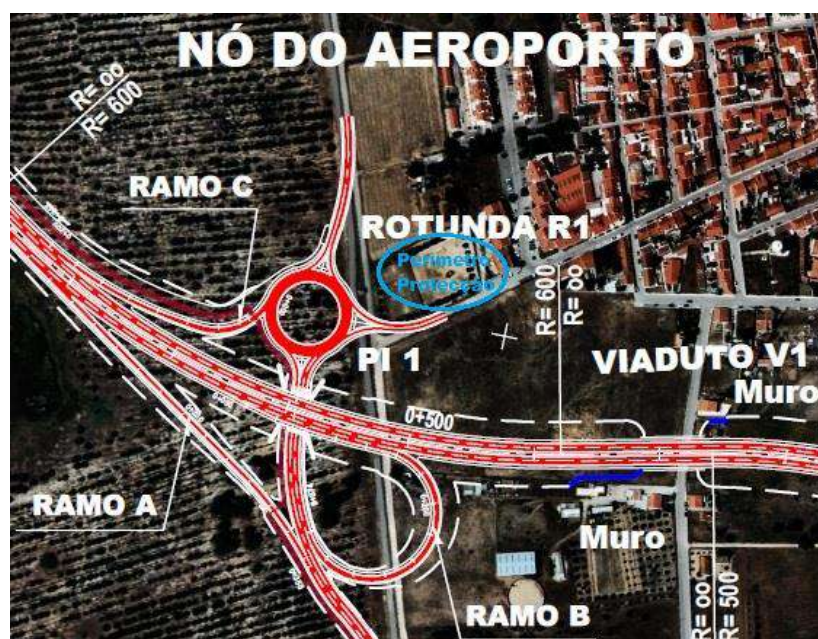 NÓ DO AEROPORTO
R= oo
R= 600
RAMO C
ROTUNDA R1
Perímetro
Protecção
R= 600
R= oo
PI 1
VIADUTO V1
Muro
0+500
RAMO A
Muro
RAMO B
R= oo
R= 500